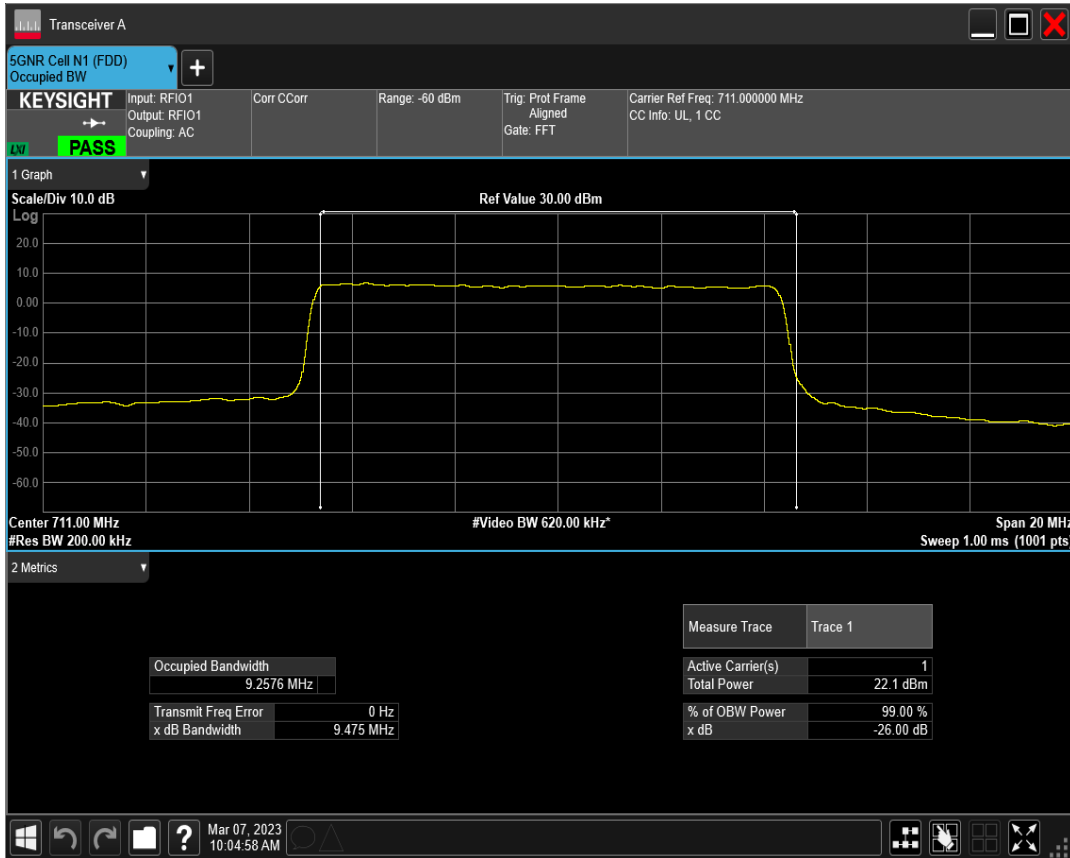 Transceiver A
5GNR Cell N1 (FDD)
Occupied BW
+
KEYSIGHT
LXI
PASS
Input: RFIO1
Output: RFIO1
Coupling: AC
Corr CCorr
Range: -60 dBm
Trig: Prot Frame
Aligned
Gate: FFT
Carrier Ref Freq: 711.000000 MHz
CC Info: UL, 1 CC
1 Graph
Scale/Div 10.0 dB
Ref Value 30.00 dBm
Log
20.0
10.0
0.00
-10.0
-20.0
-30.0
-40.0
-50.0
-60.0
Center 711.00 MHz
#Video BW 620.00 kHz*
Span 20 MHz
#Res BW 200.00 kHz
Sweep 1.00 ms (1001 pts)
2 Metrics
Measure Trace Trace 1
Occupied Bandwidth
9.2576 MHz
Transmit Freq Error 0 Hz
x dB Bandwidth 9.475 MHz
Active Carrier(s) 1
Total Power 22.1 dBm
% of OBW Power 99.00 %
x dB -26.00 dB
?
Mar 07, 2023
10:04:58 AM